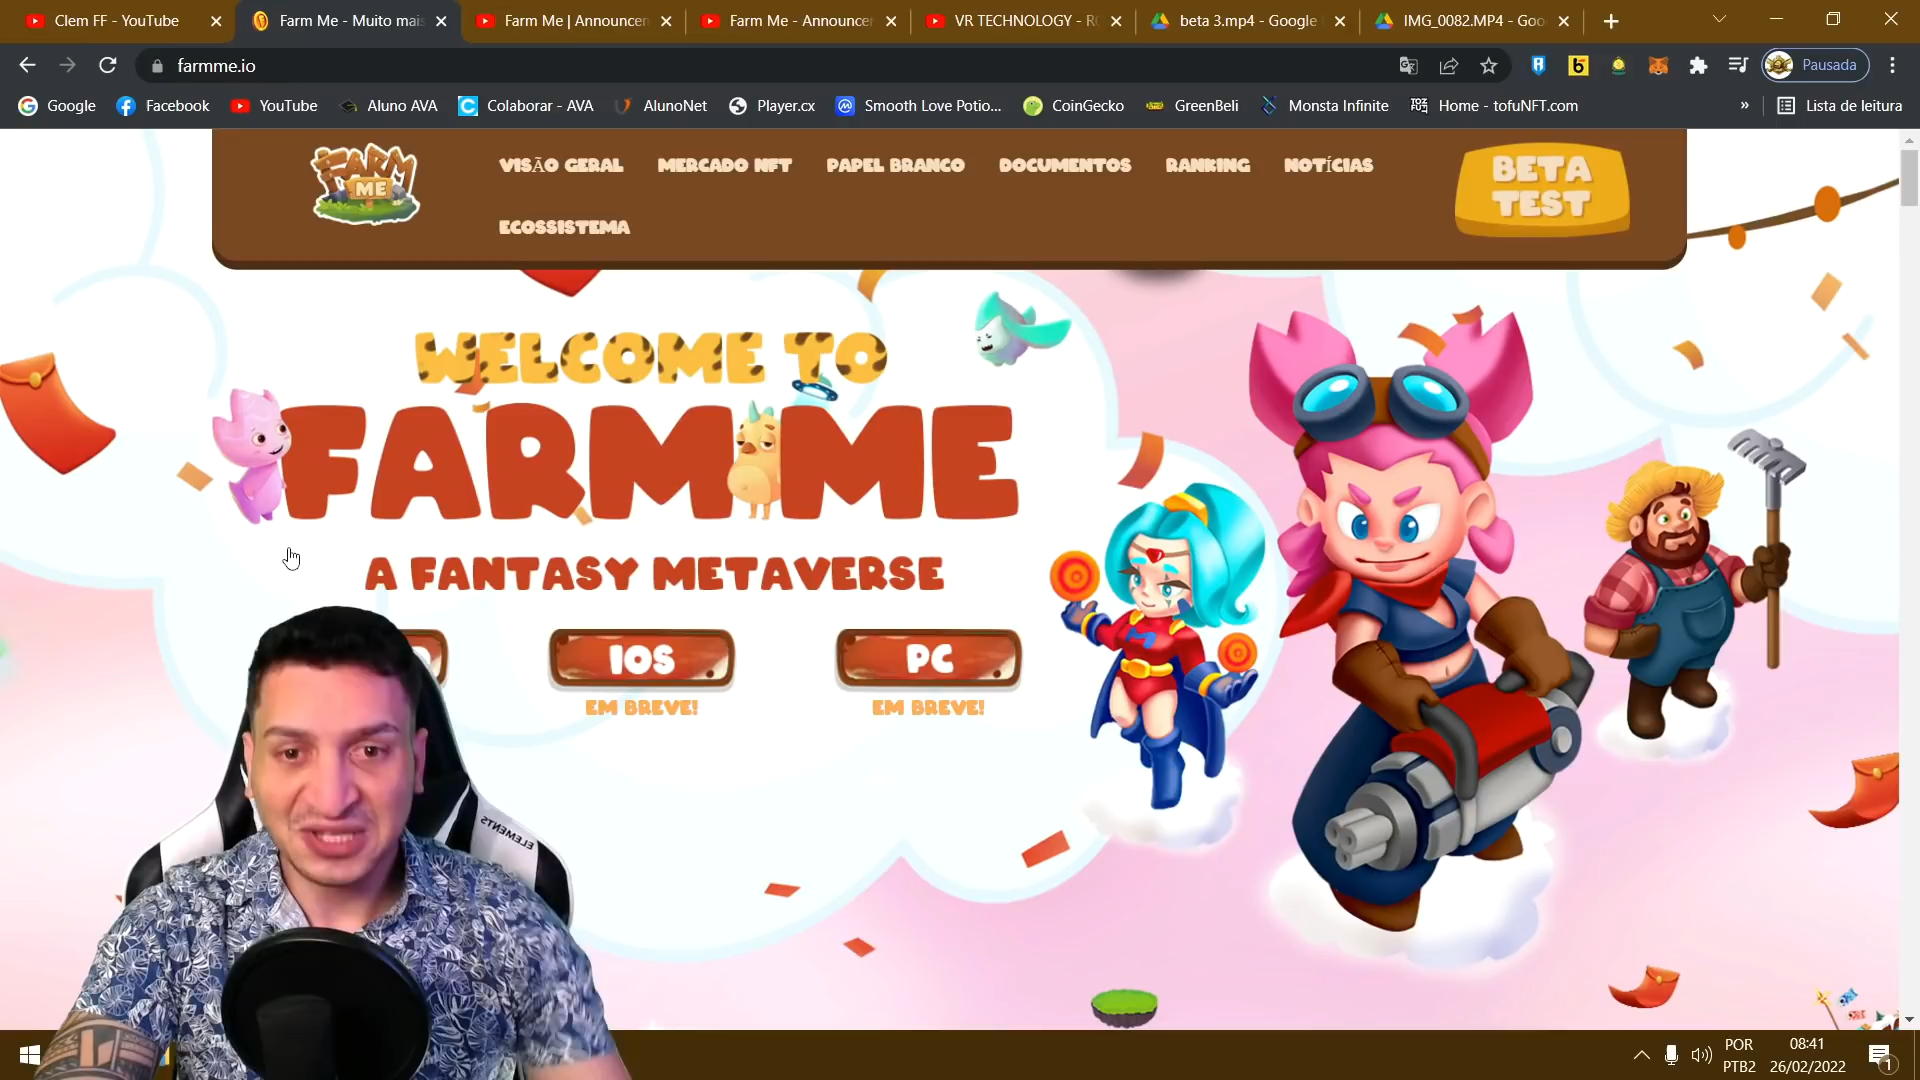 Clem FF - YouTube
Farm Me - Muito mais
Farm Me | Announcen
Farm Me - Announcen
VR TECHNOLOGY - R
beta 3.mp4 - Google
IMG_0082.MP4 - Goo
farmme.io
Pausada
Google
Facebook
YouTube
Aluno AVA
Colaborar - AVA
AlunoNet
Player.cx
Smooth Love Potio...
CoinGecko
GreenBeli
Monsta Infinite
Home - tofuNFT.com
»
Lista de leitura
FARM
ME
VISÃO GERAL
MERCADO NFT
PAPEL BRANCO
DOCUMENTOS
RANKING
NOTÍCIAS
ECOSSISTEMA
BETA
TEST
WELCOME TO
FARM ME
A FANTASY METAVERSE
IOS
PC
EM BREVE!
EM BREVE!
ELEMENTS
POR
PTB2
08:41
26/02/2022
1